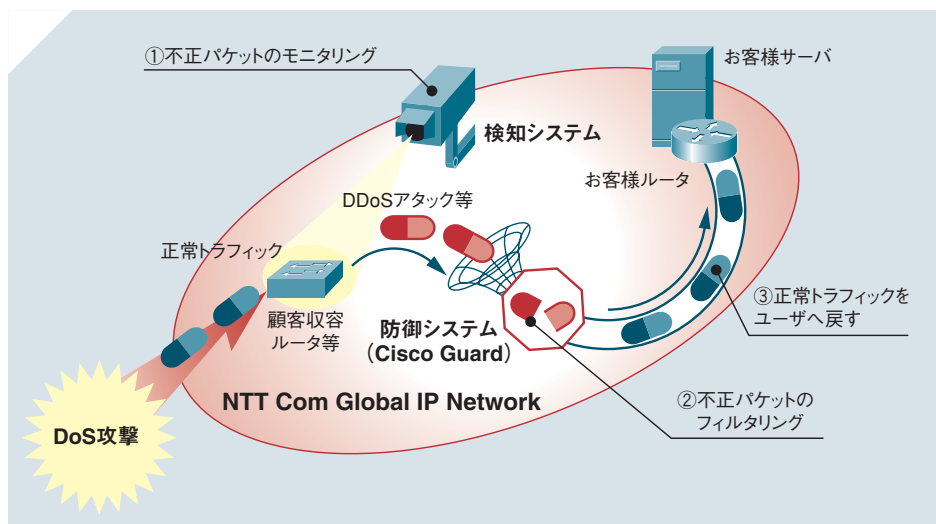 ①不正パケットのモニタリング
お客様サーバ
検知システム
お客様ルータ
DDoSアタック等
正常トラフィック
顧客収容
ルータ等
防御システム
（Cisco Guard）
③正常トラフィックを
ユーザへ戻す
NTT Com Global IP Network
②不正パケットの
フィルタリング
DoS攻撃